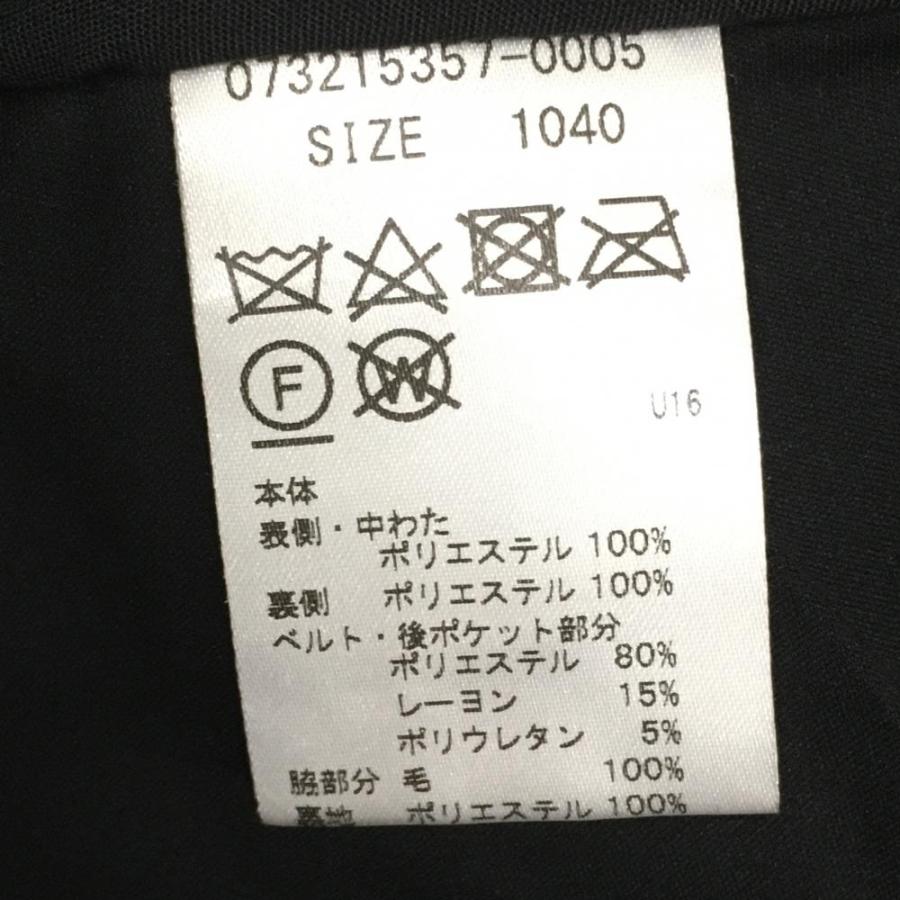 073215357-0005
SIZE 1040
F W
U16
本体
表側・中わた
ポリエステル 100%
裏側 ポリエステル 100%
ベルト・後ポケット部分
ポリエステル 80%
レーヨン 15%
ポリウレタン 5%
脇部分 毛 100%
裏地 ポリエステル 100%